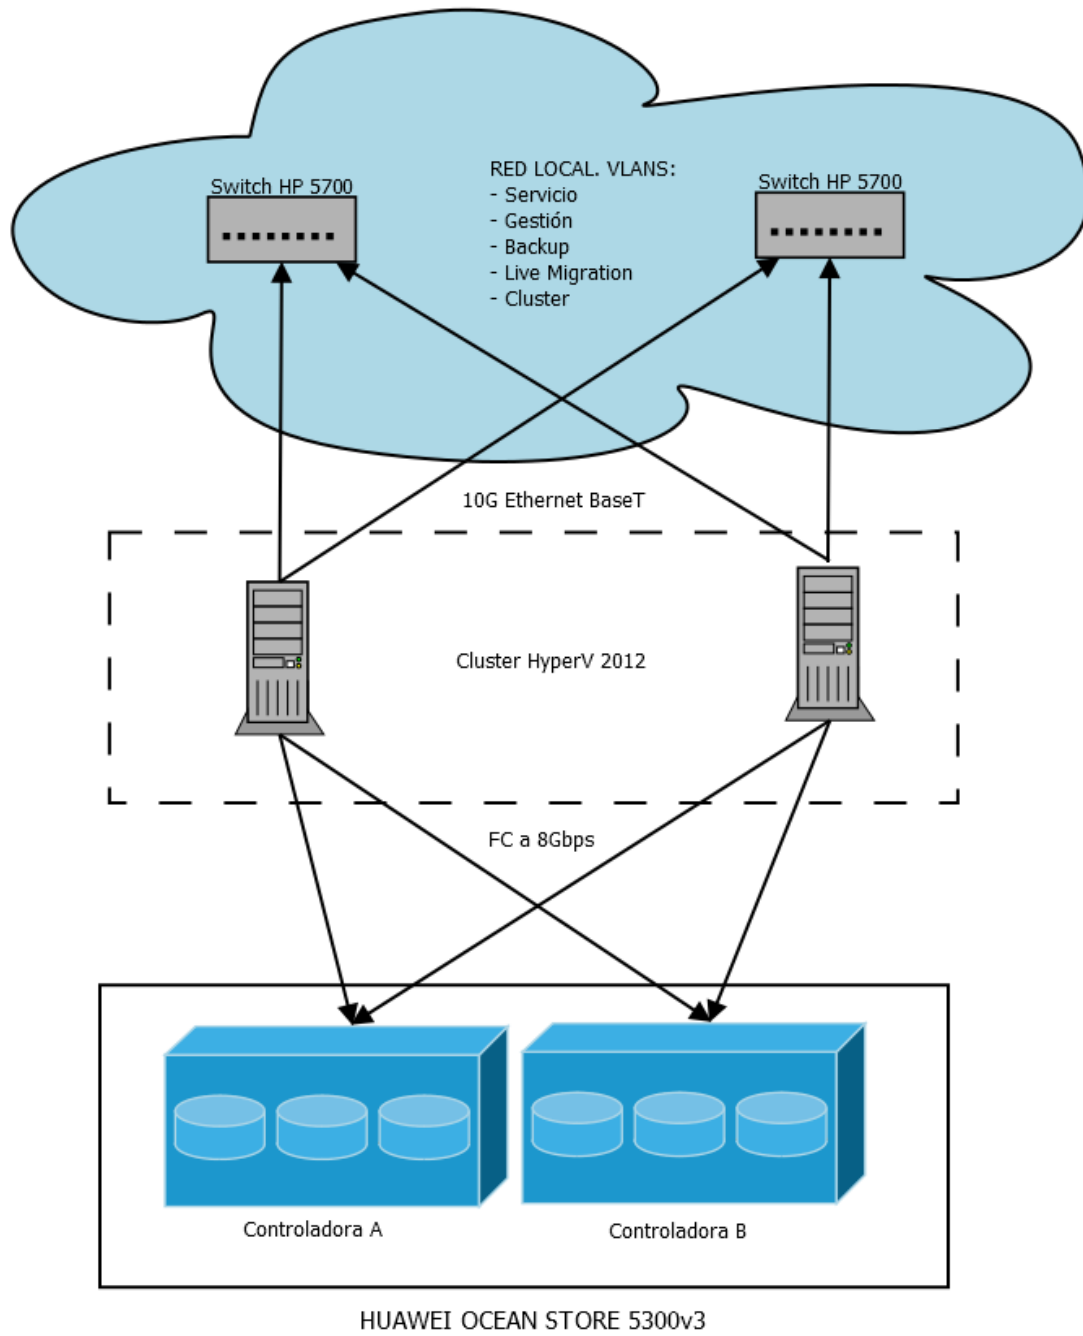 Switch HP 5700
RED LOCAL. VLANS:
- Servicio
- Gestión
- Backup
- Live Migration
- Cluster
Switch HP 5700
10G Ethernet BaseT
Cluster HyperV 2012
FC a 8Gbps
Controladora A
Controladora B
HUAWEI OCEAN STORE 5300v3